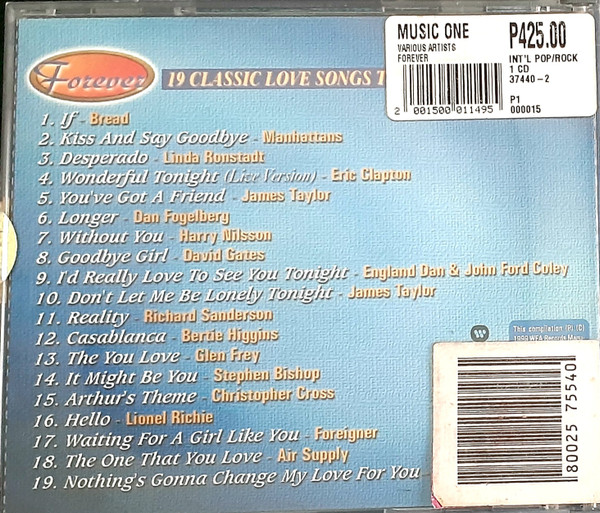 Forever
19 CLASSIC LOVE SONGS T
MUSIC ONE
VARIOUS ARTISTS
FOREVER
2 001500 011495
P425.00
INT'L POP/ROCK
1 CD
37440-2
P1
000015
1. If - Bread
2. Kiss And Say Goodbye - Manhattans
3. Desperado - Linda Ronstadt
4. Wonderful Tonight (Live Version) - Eric Clapton
5. You've Got A Friend - James Taylor
6. Longer - Dan Fogelberg
7. Without You - Harry Nilsson
8. Goodbye Girl - David Gates
9. I'd Really Love To See You Tonight - England Dan & John Ford Coley
10. Don't Let Me Be Lonely Tonight - James Taylor
11. Reality - Richard Sanderson
12. Casablanca - Bertie Higgins
13. The You Love - Glen Frey
14. It Might Be You - Stephen Bishop
15. Arthur's Theme - Christopher Cross
16. Hello - Lionel Richie
17. Waiting For A Girl Like You - Foreigner
18. The One That You Love - Air Supply
19. Nothing's Gonna Change My Love For You -
This compilation (P) (C)
1999 WEA Records
80025 75540